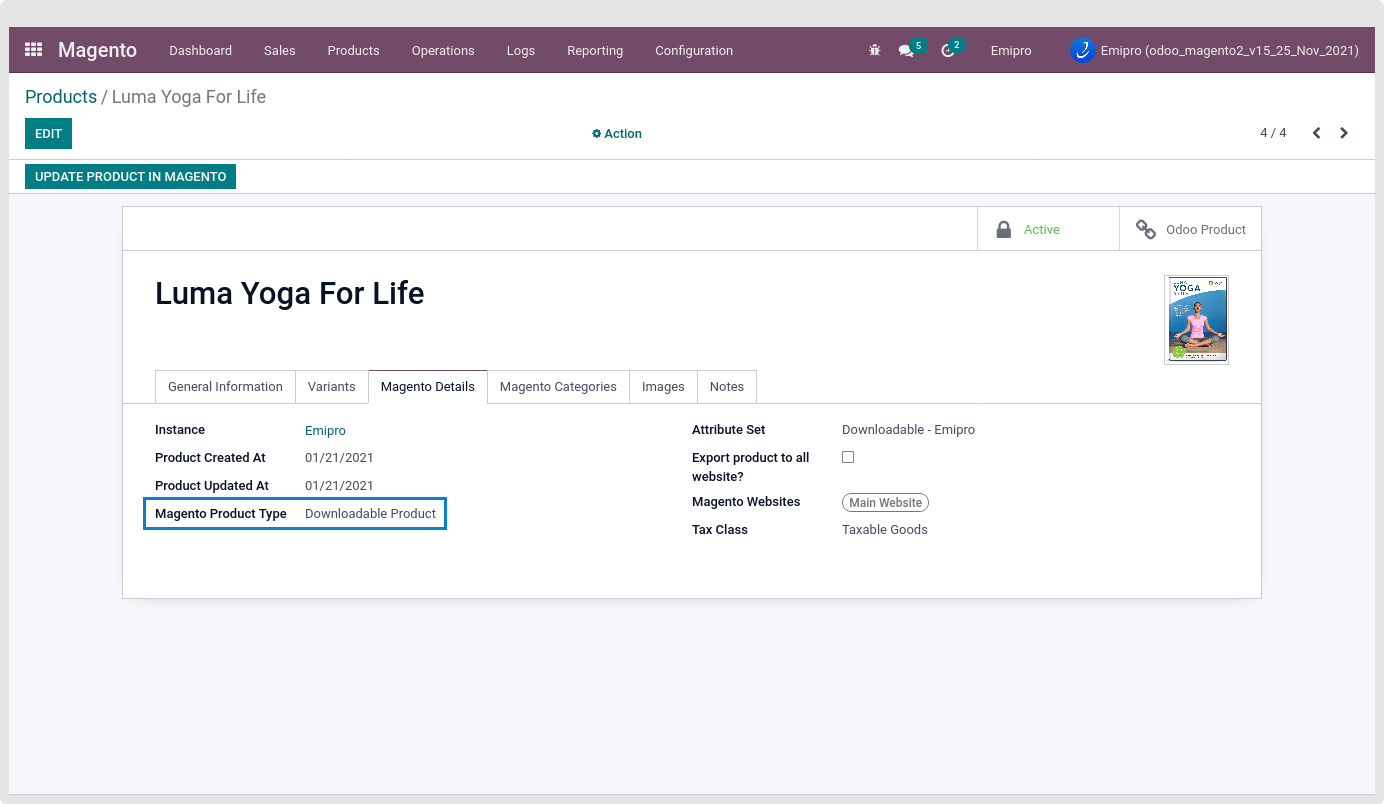 Magento
Dashboard
Sales
Products
Operations
Logs
Reporting
Configuration
5
2
Emipro
Emipro (odoo_magento2_v15_25_Nov_2021)
Products / Luma Yoga For Life
EDIT
Action
4 / 4
UPDATE PRODUCT IN MAGENTO
Active
Odoo Product
Luma Yoga For Life
YOGA
General Information
Variants
Magento Details
Magento Categories
Images
Notes
Instance
Emipro
Product Created At
01/21/2021
Product Updated At
01/21/2021
Magento Product Type
Downloadable Product
Attribute Set
Downloadable - Emipro
Export product to all
website?
Magento Websites
Main Website
Tax Class
Taxable Goods